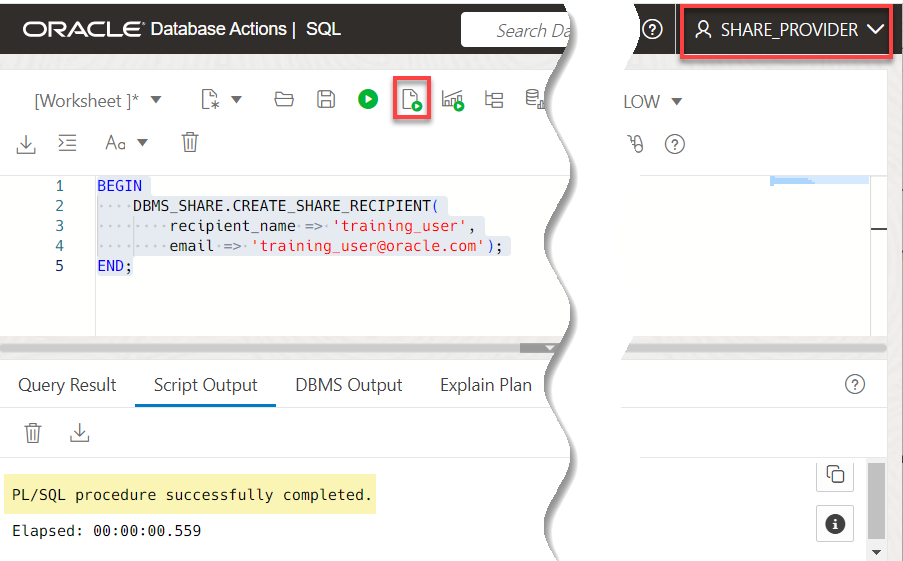 ORACLE Database Actions | SQL Search Da SHARE_PROVIDER
[Worksheet ]* LOW
Aa
1 BEGIN
2 DBMS_SHARE.CREATE_SHARE_RECIPIENT(
3 recipient_name => 'training_user',
4 email => 'training_user@oracle.com');
5 END;
Query Result Script Output DBMS Output Explain Plan
PL/SQL procedure successfully completed.
Elapsed: 00:00:00.559